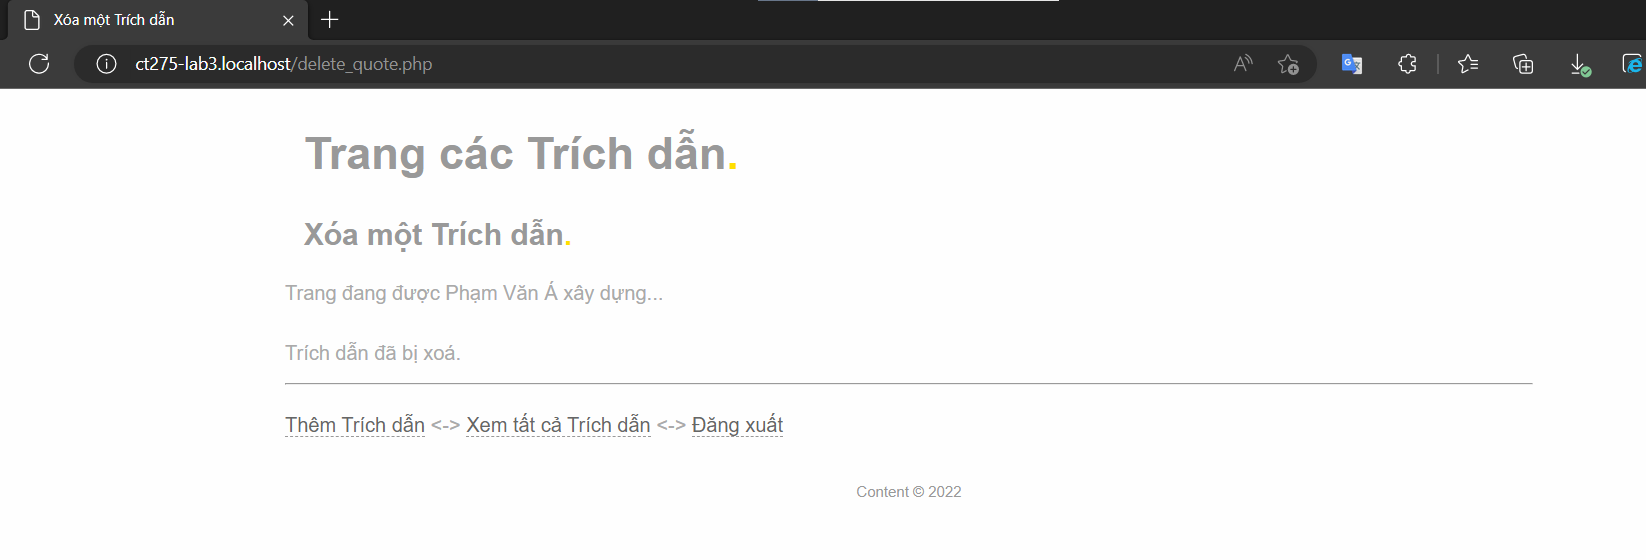 Xóa một Trích dẫn
ct275-lab3.localhost/delete_quote.php
Trang các Trích dẫn.
Xóa một Trích dẫn.
Trang đang được Phạm Văn Á xây dựng...
Trích dẫn đã bị xoá.
Thêm Trích dẫn <-> Xem tất cả Trích dẫn <-> Đăng xuất
Content © 2022